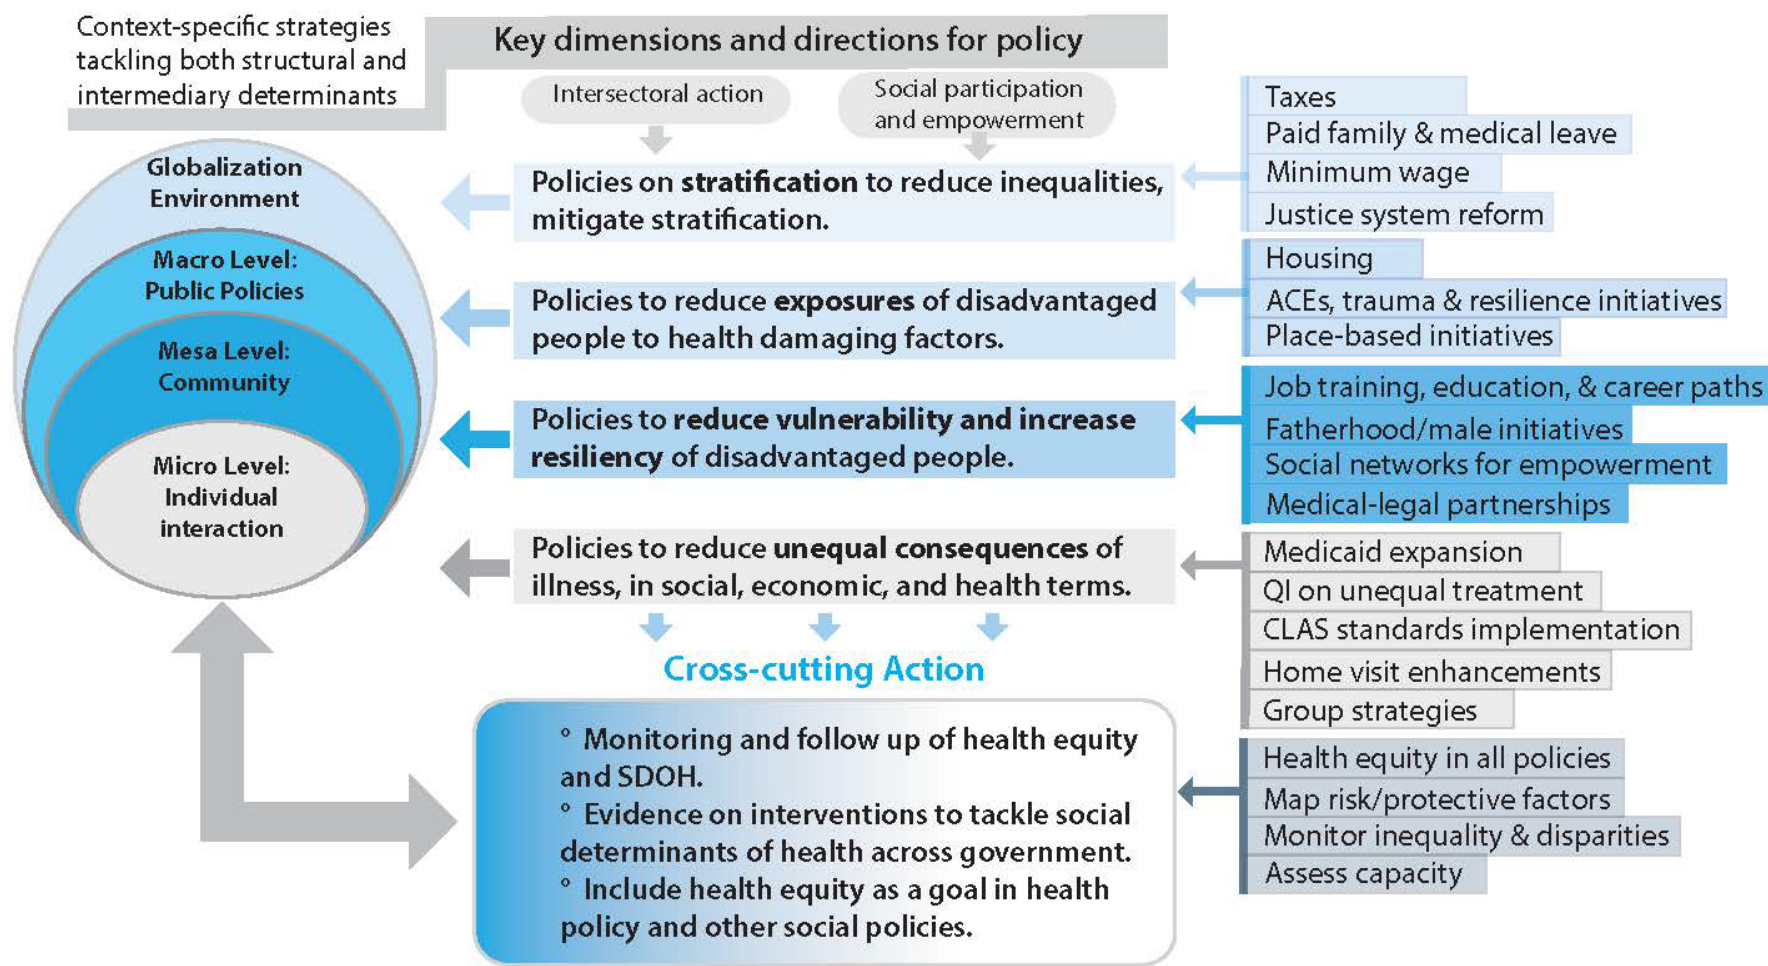 Context-specific strategies
tackling both structural and
intermediary determinants
Key dimensions and directions for policy
Intersectoral action
Social participation
and empowerment
Globalization
Environment
Macro Level:
Public Policies
Mesa Level:
Community
Micro Level:
Individual
interaction
Policies on stratification to reduce inequalities,
mitigate stratification.
Policies to reduce exposures of disadvantaged
people to health damaging factors.
Policies to reduce vulnerability and increase
resiliency of disadvantaged people.
Policies to reduce unequal consequences of
illness, in social, economic, and health terms.
Cross-cutting Action
° Monitoring and follow up of health equity
and SDOH.
° Evidence on interventions to tackle social
determinants of health across government.
° Include health equity as a goal in health
policy and other social policies.
Taxes
Paid family & medical leave
Minimum wage
Justice system reform
Housing
ACEs, trauma & resilience initiatives
Place-based initiatives
Job training, education, & career paths
Fatherhood/male initiatives
Social networks for empowerment
Medical-legal partnerships
Medicaid expansion
QI on unequal treatment
CLAS standards implementation
Home visit enhancements
Group strategies
Health equity in all policies
Map risk/protective factors
Monitor inequality & disparities
Assess capacity